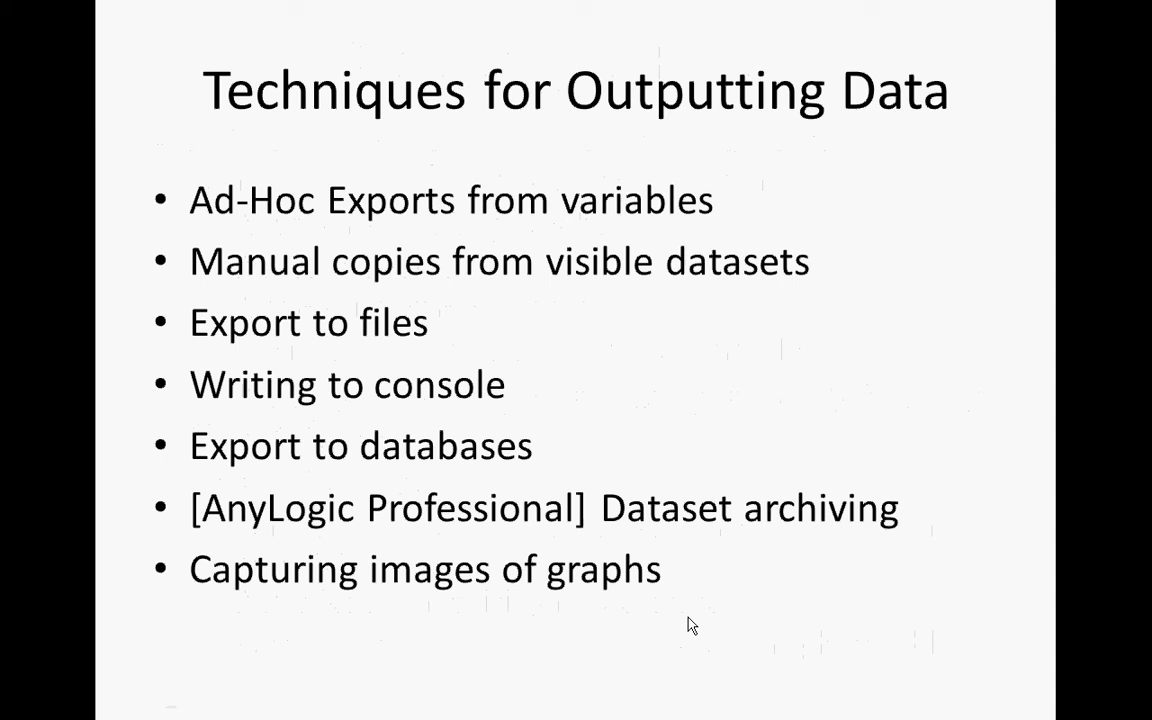 Techniques for Outputting Data
• Ad-Hoc Exports from variables
• Manual copies from visible datasets
• Export to files
• Writing to console
• Export to databases
• [AnyLogic Professional] Dataset archiving
• Capturing images of graphs